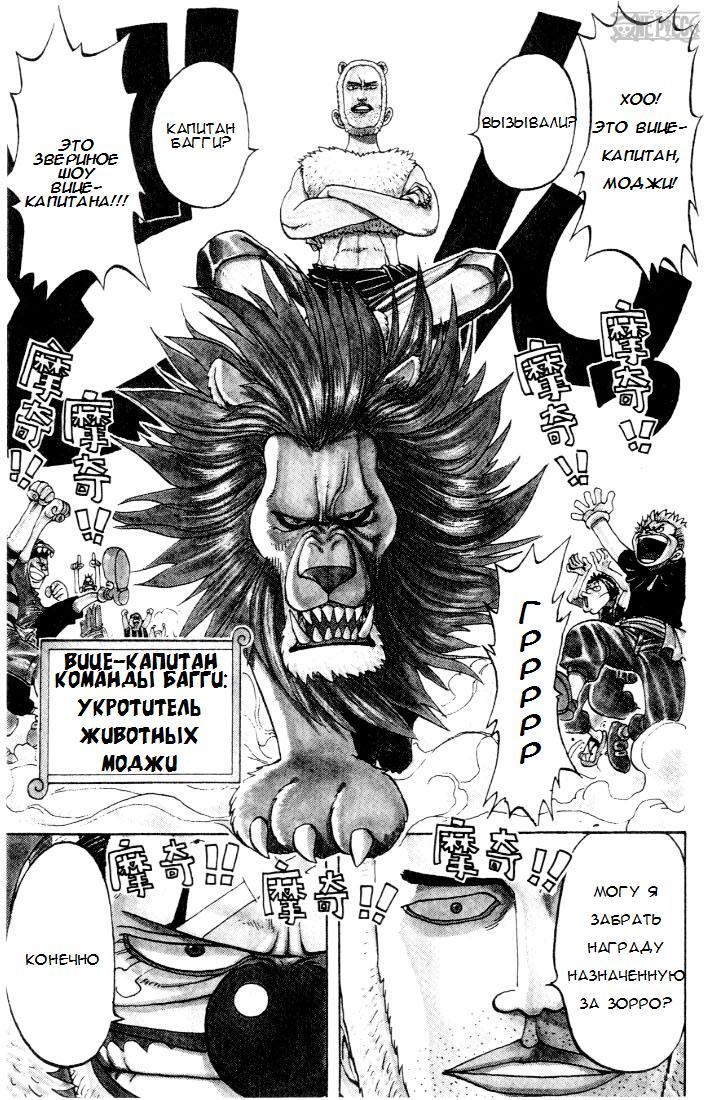 ONE PIECE
ХОО!
ЭТО ВИЦЕ-
КАПИТАН,
МОДЖИ!
ВЫЗЫВАЛИ?
КАПИТАН
БАГГИ?
ЭТО
ЗВЕРИНОЕ
ШОУ
ВИЦЕ-
КАПИТАНА!!!
摩奇!!
摩奇!!
摩奇!!
摩奇!!
ГРРРРР
ВИЦЕ-КАПИТАН
КОМАНДЫ БАГГИ:
УКРОТИТЕЛЬ
ЖИВОТНЫХ
МОДЖИ
摩奇!!
摩奇!!
摩奇!!
МОГУ Я
ЗАБРАТЬ
НАГРАДУ
НАЗНАЧЕННУЮ
ЗА ЗОРРО?
КОНЕЧНО